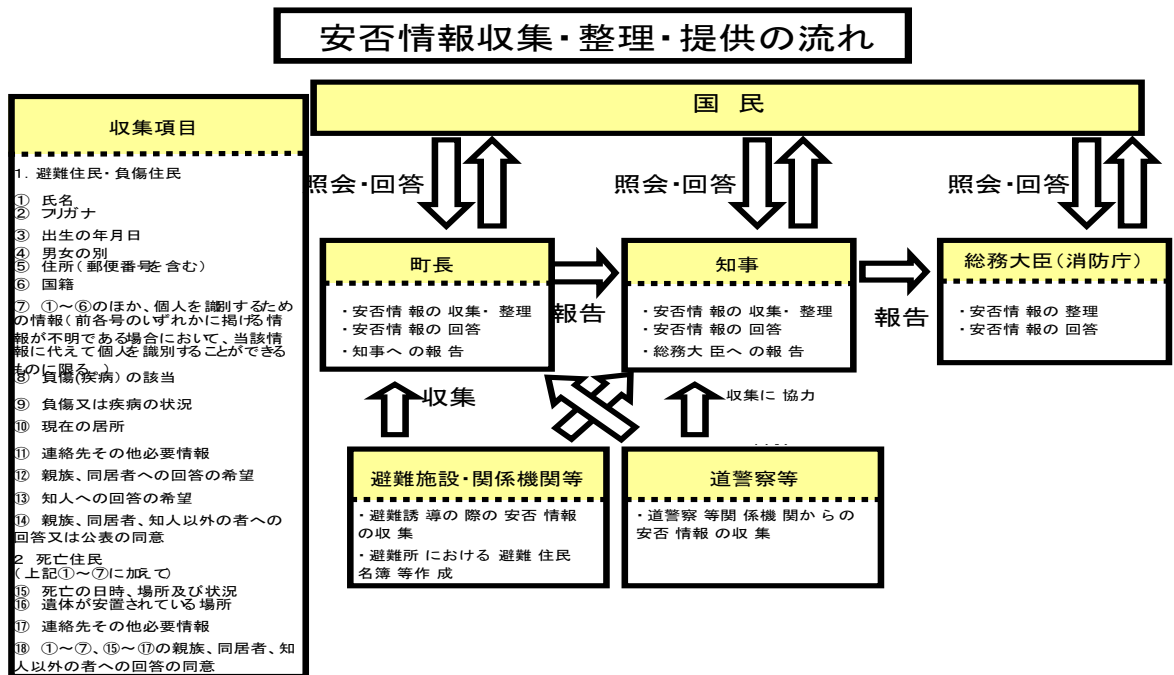 安否情報収集・整理・提供の流れ
収集項目
1. 避難住民・負傷住民
① 氏名
② フリガナ
③ 出生の年月日
④ 男女の別
⑤ 住所(郵便番号を含む)
⑥ 国籍
⑦ ①～⑥のほか、個人を識別するため
の情報(前各号のいずれかに掲げる情
報が不明である場合において、当該情
報に代えて個人を識別することができる
ものに限る。)
⑧ 負傷(疾病)の該当
⑨ 負傷又は疾病の状況
⑩ 現在の居所
⑪ 連絡先その他必要情報
⑫ 親族、同居者への回答の希望
⑬ 知人への回答の希望
⑭ 親族、同居者、知人以外の者への
回答又は公表の同意
2 死亡住民
(上記①～⑦に加えて)
⑮ 死亡の日時、場所及び状況
⑯ 遺体が安置されている場所
⑰ 連絡先その他必要情報
⑱ ①～⑦、⑮～⑰の親族、同居者、知
人以外の者への回答の同意
国 民
照会・回答
照会・回答
照会・回答
町長
・安否情報の収集・整理
・安否情報の回答
・知事への報告
報告
知事
・安否情報の収集・整理
・安否情報の回答
・総務大臣への報告
報告
総務大臣(消防庁)
・安否情報の整理
・安否情報の回答
収集
収集に協力
避難施設・関係機関等
・避難誘導の際の安否情報
の収集
・避難所における避難住民
名簿等作成
道警察等
・道警察等関係機関からの
安否情報の収集